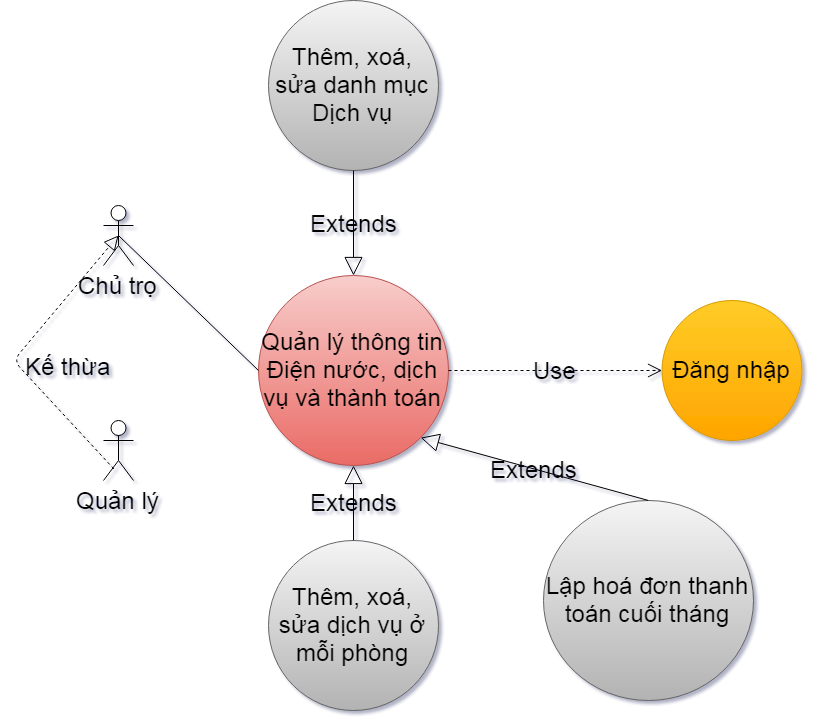 Thêm, xoá,
sửa danh mục
Dịch vụ
Extends
Chủ trọ
Kế thừa
Quản lý
Quản lý thông tin
Điện nước, dịch
vụ và thành toán
Use
Đăng nhập
Extends
Extends
Thêm, xoá,
sửa dịch vụ ở
mỗi phòng
Lập hoá đơn thanh
toán cuối tháng